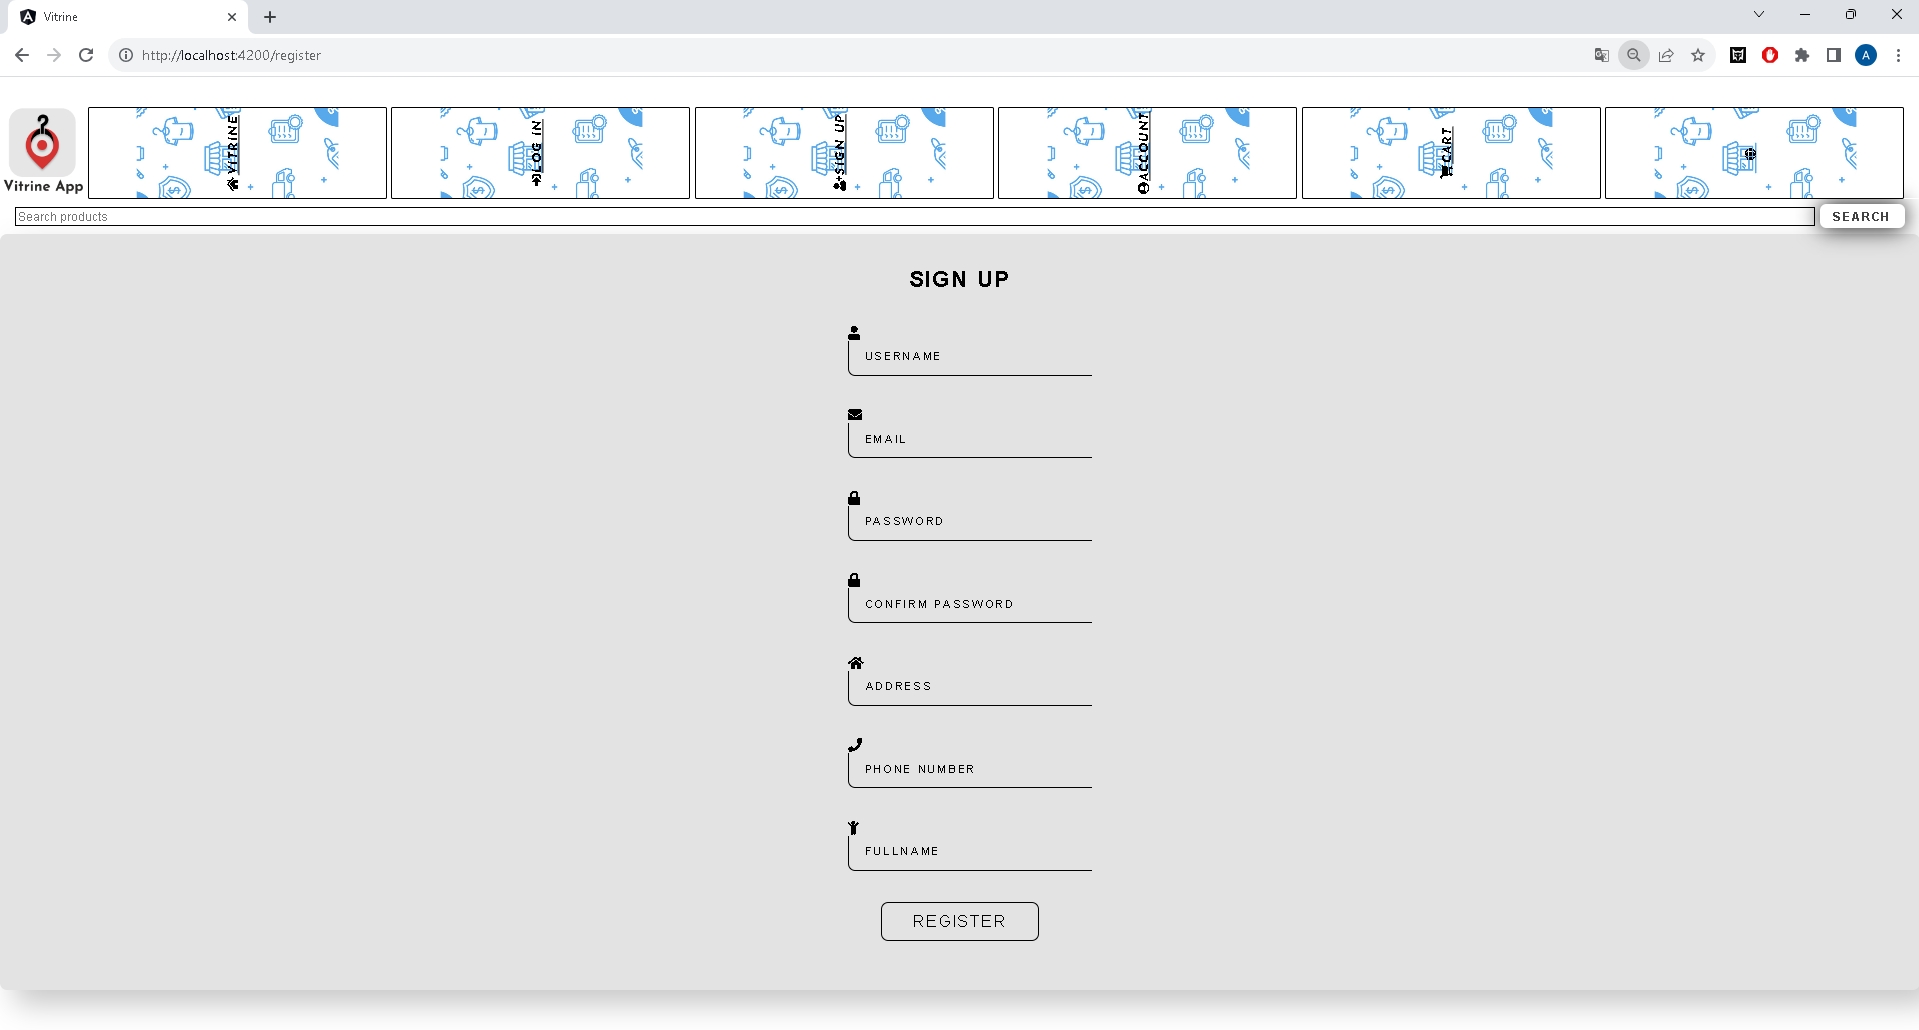 Vitrine
http://localhost:4200/register
A
Vitrine App
VITRINE
LOG iN
SIGN UP
ACCOUNT
CART
Search products
SEARCH
SIGN UP
USERNAME
EMAIL
PASSWORD
CONFIRM PASSWORD
ADDRESS
PHONE NUMBER
FULLNAME
REGISTER